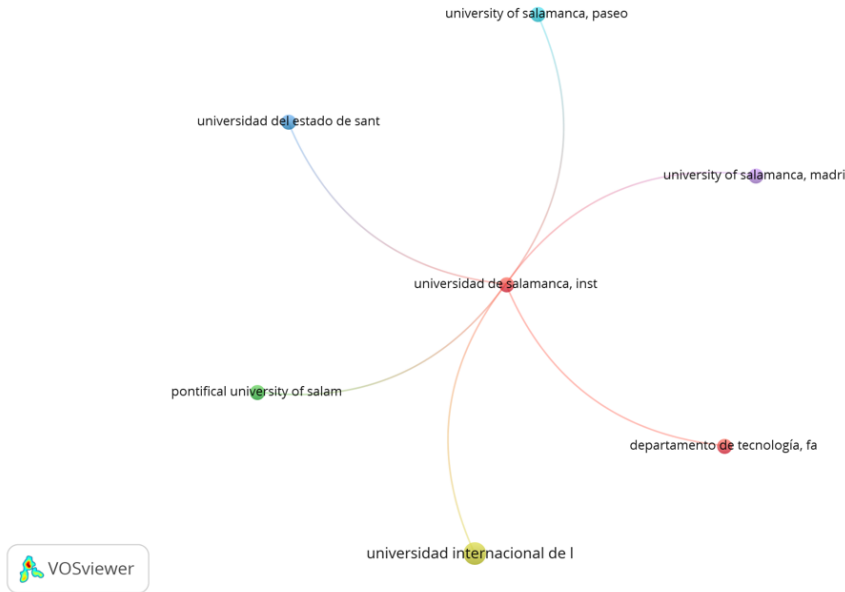 university of salamanca, paseo
universidad del estado de sant
university of salamanca, madri
universidad de salamanca, inst
pontifical university of salam
departamento de tecnología, fa
universidad internacional de l
VOSviewer